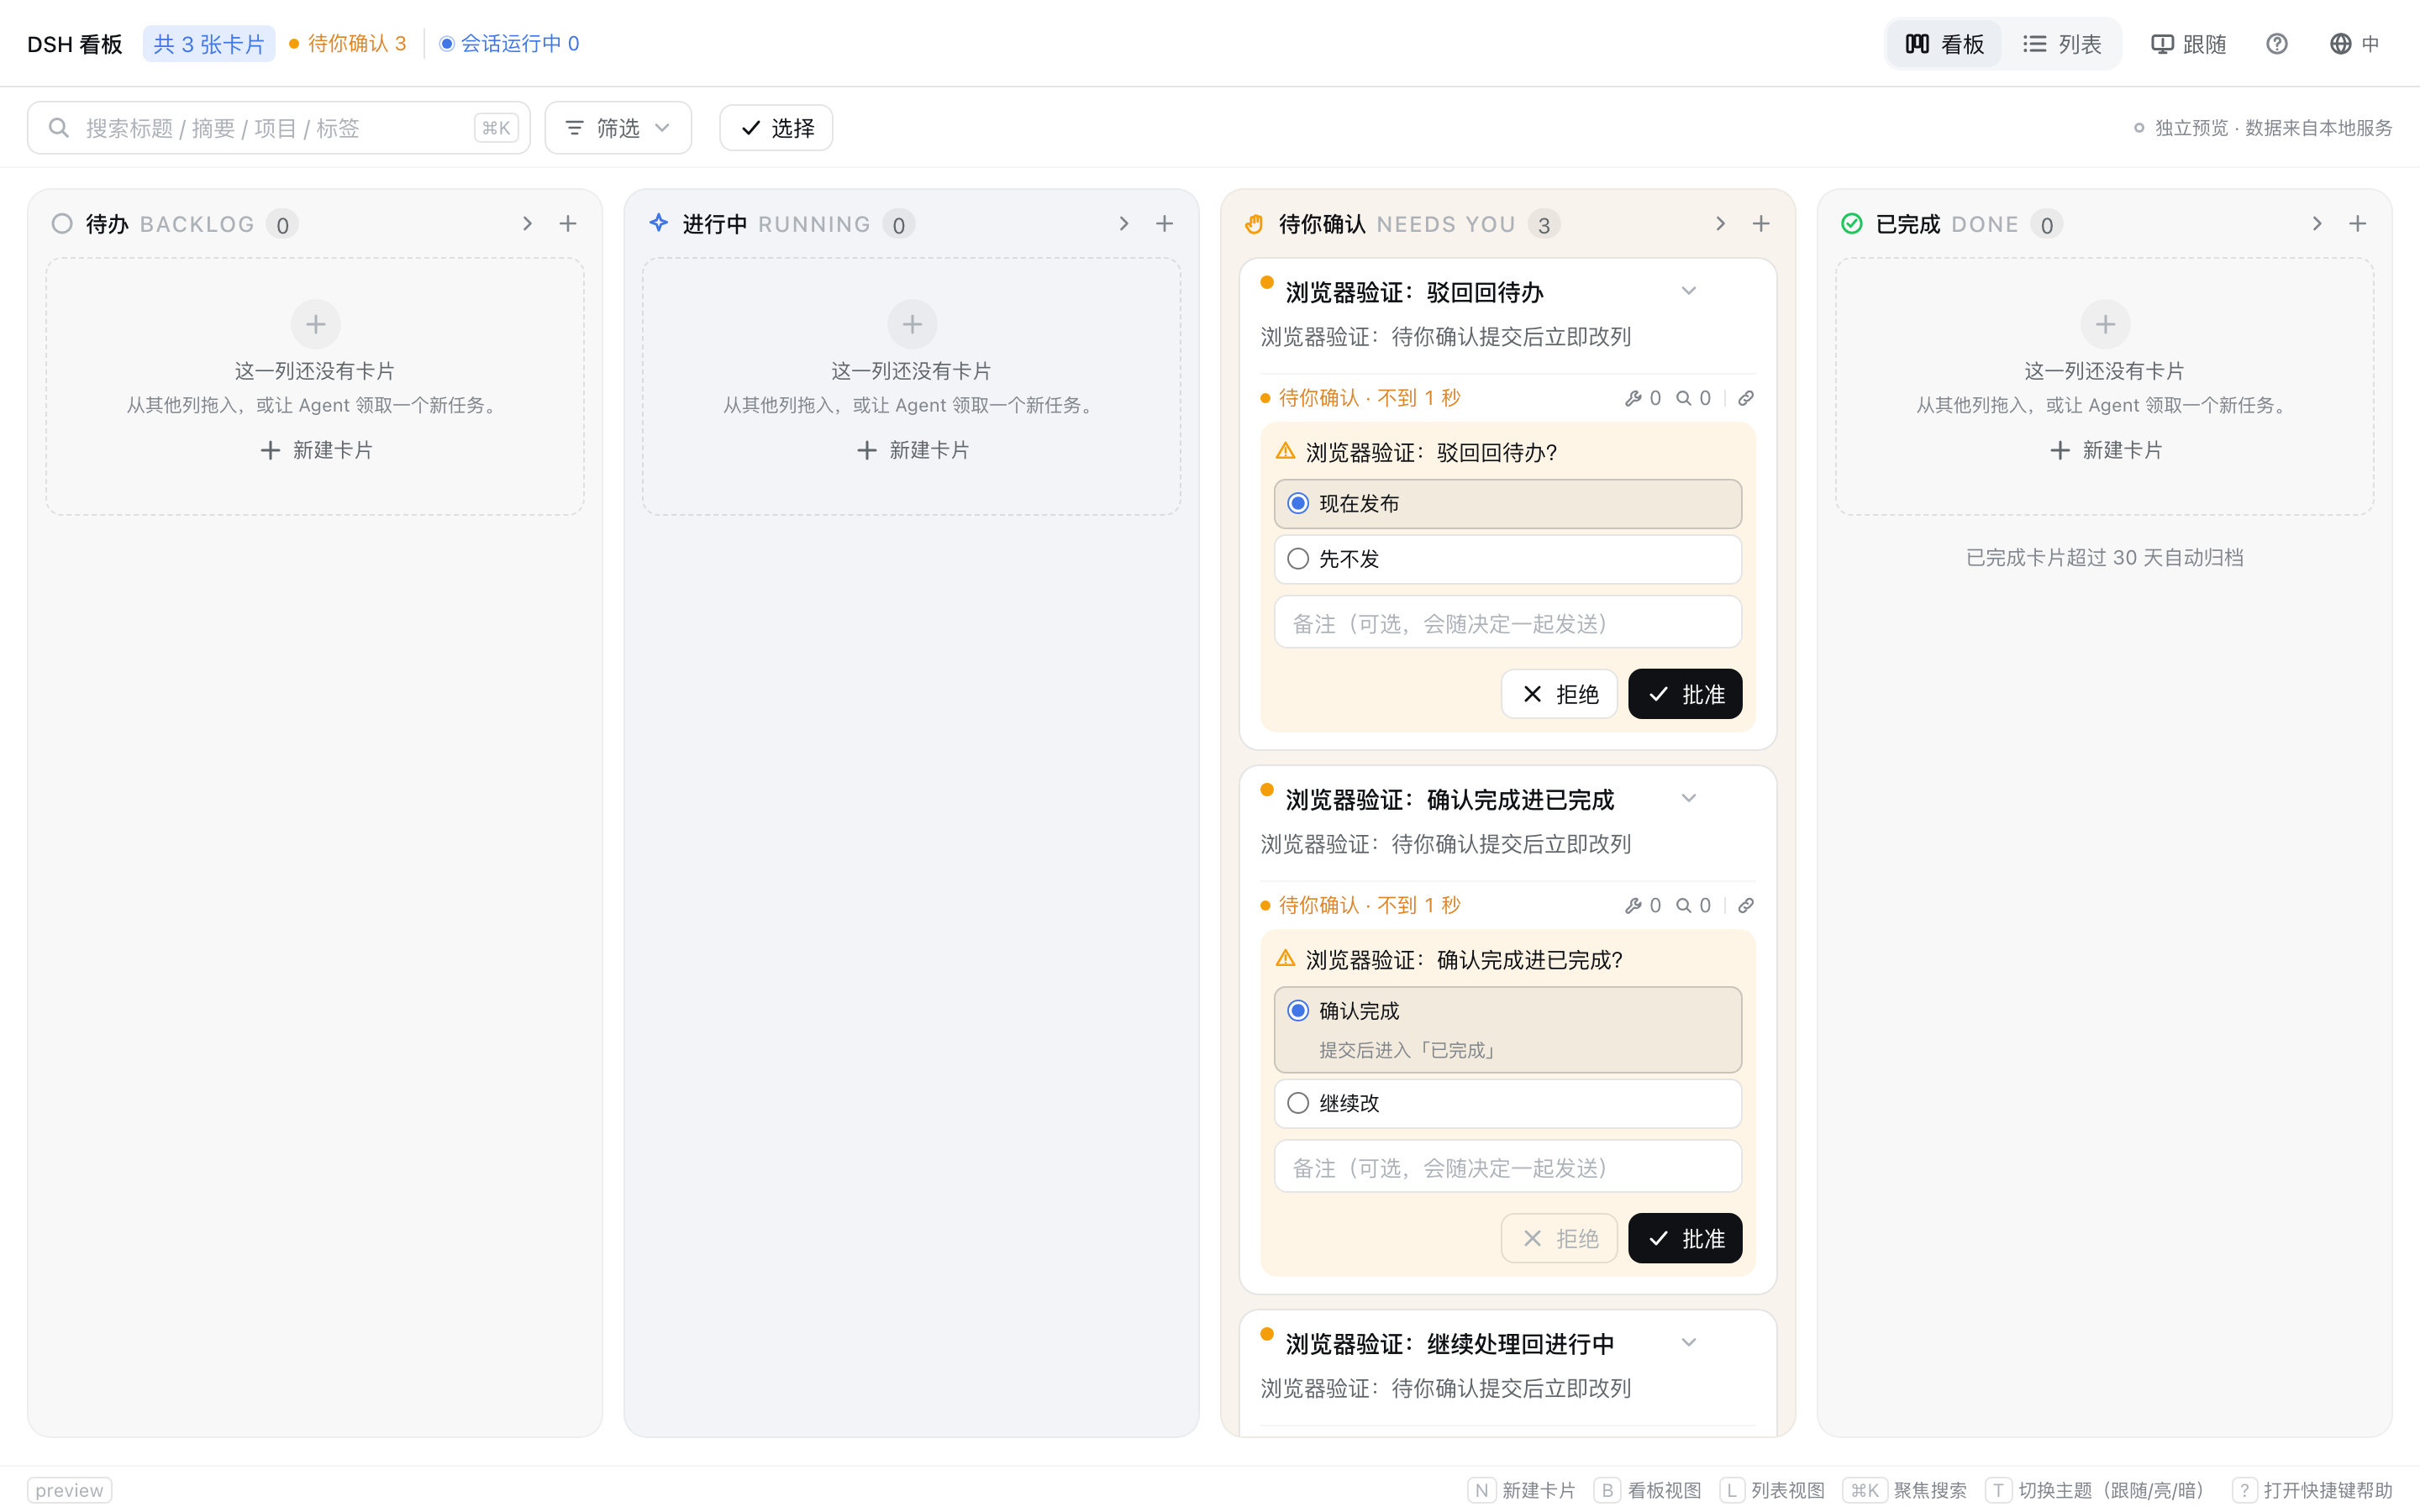 DSH 看板 共 3 张卡片 待你确认 3 会话运行中 0 看板 列表 跟随 中
搜索标题 / 摘要 / 项目 / 标签 ⌘K 筛选 选择 独立预览 · 数据来自本地服务
待办 BACKLOG 0
这一列还没有卡片
从其他列拖入，或让 Agent 领取一个新任务。
新建卡片
进行中 RUNNING 0
这一列还没有卡片
从其他列拖入，或让 Agent 领取一个新任务。
新建卡片
待你确认 NEEDS YOU 3
浏览器验证：驳回回待办
浏览器验证：待你确认提交后立即改列
待你确认 · 不到 1 秒 0 0
浏览器验证：驳回回待办？
现在发布
先不发
备注（可选，会随决定一起发送）
拒绝 批准
浏览器验证：确认完成进已完成
浏览器验证：待你确认提交后立即改列
待你确认 · 不到 1 秒 0 0
浏览器验证：确认完成进已完成？
确认完成
提交后进入「已完成」
继续改
备注（可选，会随决定一起发送）
拒绝 批准
浏览器验证：继续处理回进行中
浏览器验证：待你确认提交后立即改列
已完成 DONE 0
这一列还没有卡片
从其他列拖入，或让 Agent 领取一个新任务。
新建卡片
已完成卡片超过 30 天自动归档
preview N 新建卡片 B 看板视图 L 列表视图 ⌘K 聚焦搜索 T 切换主题（跟随/亮/暗） ? 打开快捷键帮助